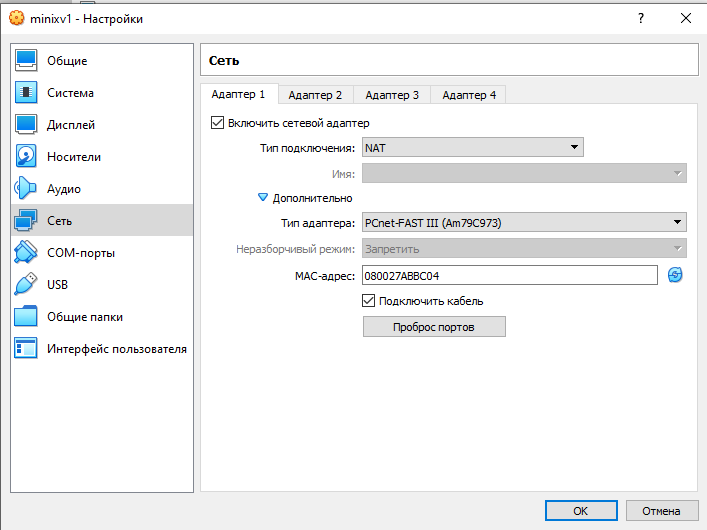 minixv1 - Настройки
?
Общие
Система
Дисплей
Носители
Аудио
Сеть
COM-порты
USB
Общие папки
Интерфейс пользователя
Сеть
Адаптер 1 Адаптер 2 Адаптер 3 Адаптер 4
Включить сетевой адаптер
Тип подключения: NAT
Имя:
Дополнительно
Тип адаптера: PCnet-FAST III (Am79C973)
Неразборчивый режим: Запретить
MAC-адрес: 080027ABBC04
Подключить кабель
Проброс портов
OK Отмена